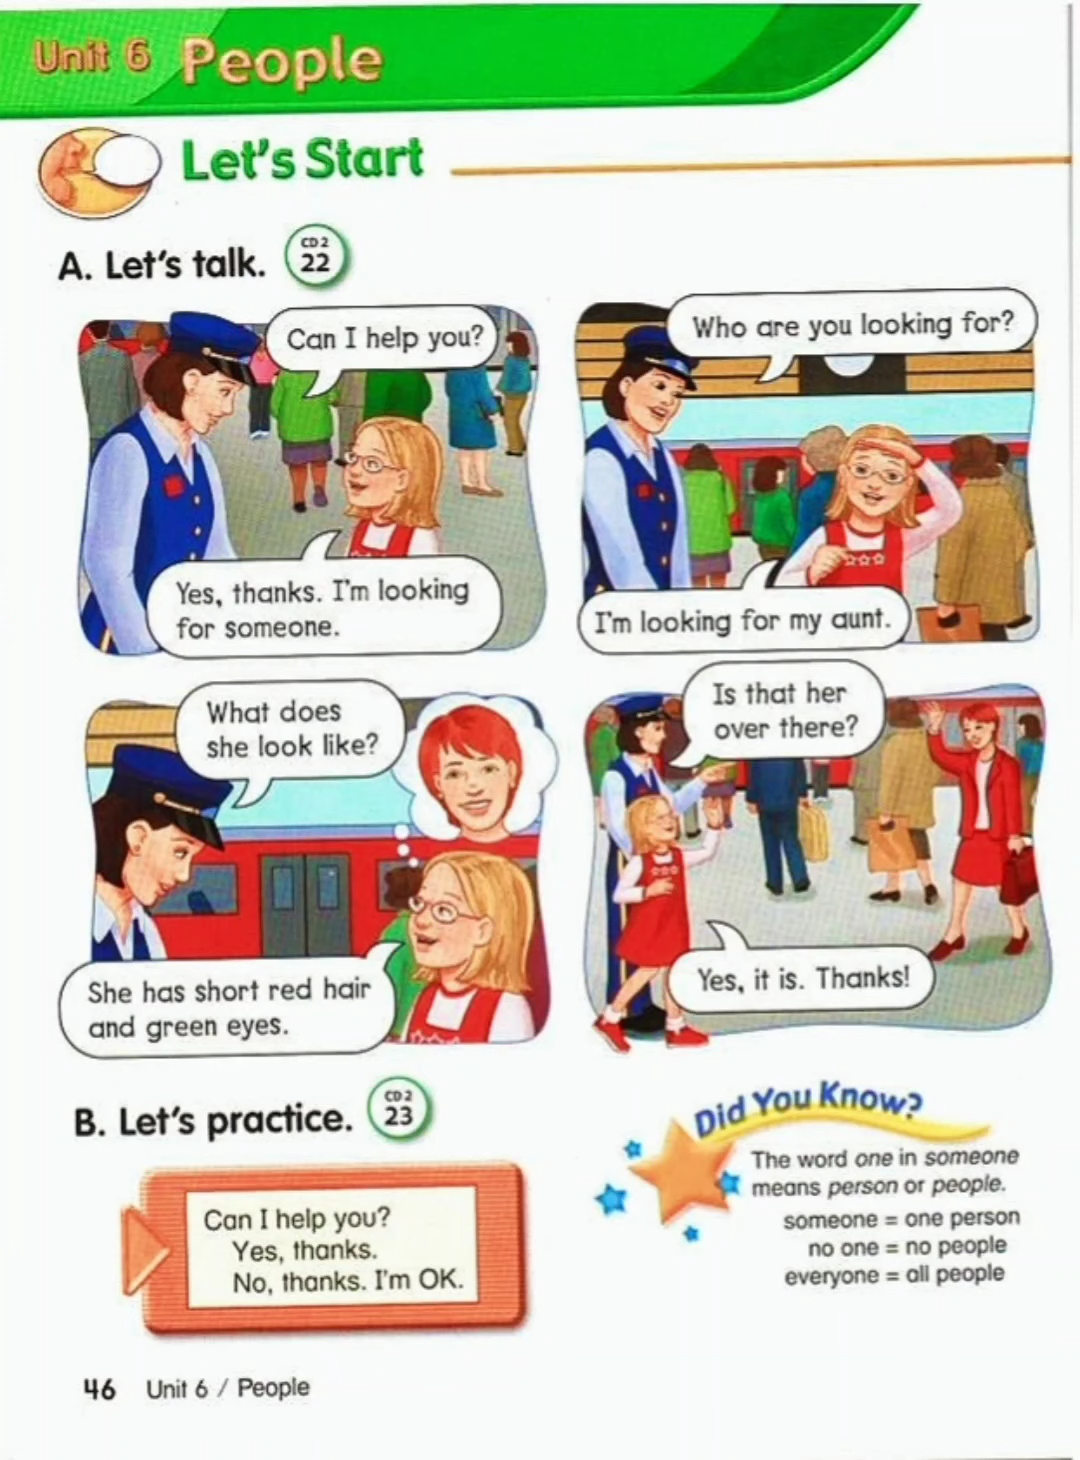 Unit 6 People
Let's Start
A. Let's talk.
CD 2
22
Can I help you?
Yes, thanks. I'm looking
for someone.
Who are you looking for?
I'm looking for my aunt.
What does
she look like?
She has short red hair
and green eyes.
Is that her
over there?
Yes, it is. Thanks!
B. Let's practice.
CD 2
23
Can I help you?
Yes, thanks.
No, thanks. I'm OK.
Did You Know?
The word one in someone
means person or people.
someone = one person
no one = no people
everyone = all people
46 Unit 6 / People